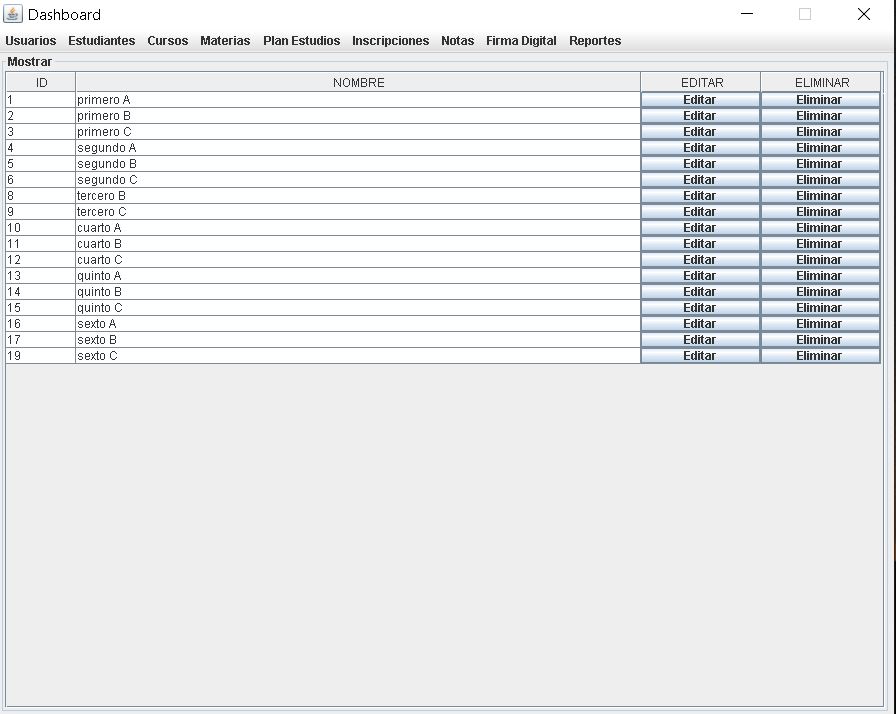 Dashboard
Usuarios Estudiantes Cursos Materias Plan Estudios Inscripciones Notas Firma Digital Reportes
Mostrar
ID NOMBRE EDITAR ELIMINAR
1 primero A Editar Eliminar
2 primero B Editar Eliminar
3 primero C Editar Eliminar
4 segundo A Editar Eliminar
5 segundo B Editar Eliminar
6 segundo C Editar Eliminar
8 tercero B Editar Eliminar
9 tercero C Editar Eliminar
10 cuarto A Editar Eliminar
11 cuarto B Editar Eliminar
12 cuarto C Editar Eliminar
13 quinto A Editar Eliminar
14 quinto B Editar Eliminar
15 quinto C Editar Eliminar
16 sexto A Editar Eliminar
17 sexto B Editar Eliminar
19 sexto C Editar Eliminar